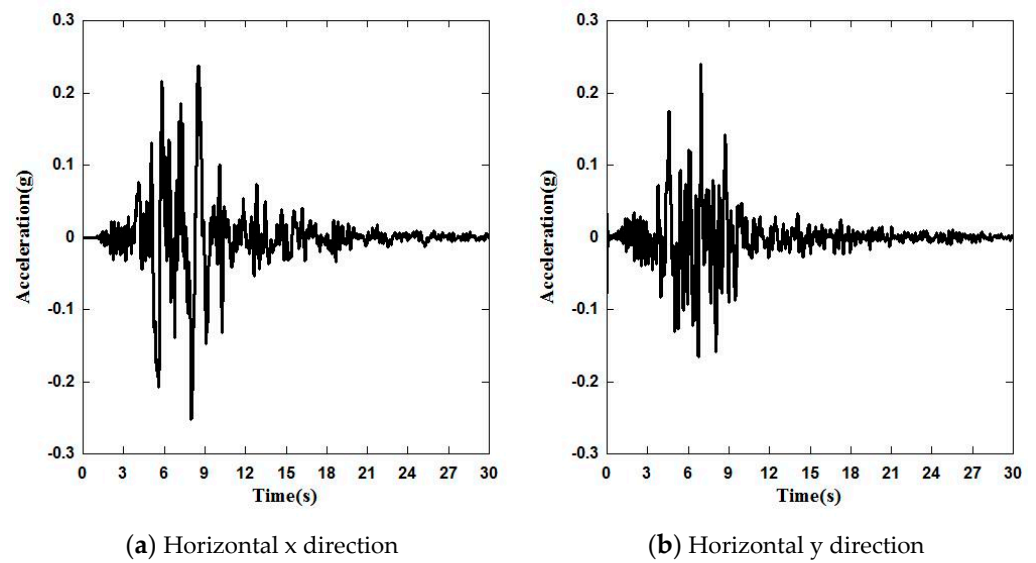 0.3
0.2
0.1
0
-0.1
-0.2
-0.3
Acceleration(g)
0 3 6 9 12 15 18 21 24 27 30
Time(s)
(a) Horizontal x direction
0.3
0.2
0.1
0
-0.1
-0.2
-0.3
Acceleration(g)
0 3 6 9 12 15 18 21 24 27 30
Time(s)
(b) Horizontal y direction